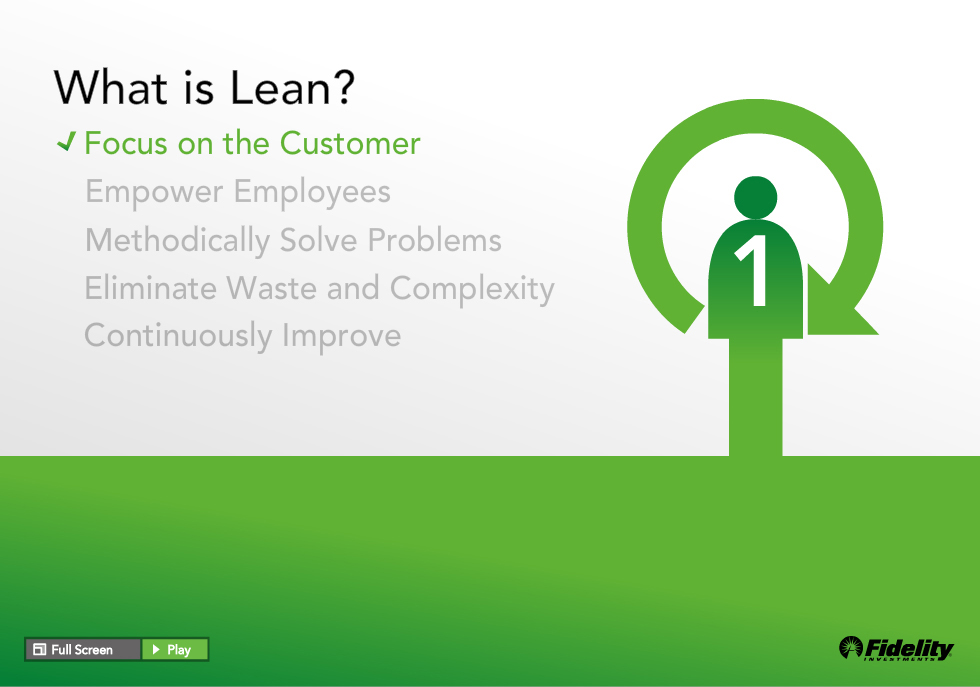 What is Lean?
Focus on the Customer
Empower Employees
Methodically Solve Problems
Eliminate Waste and Complexity
Continuously Improve
1
Full Screen
Play
Fidelity
INVESTMENTS